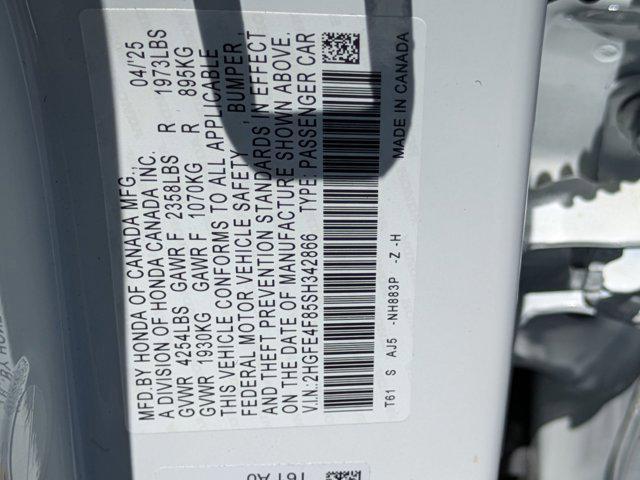 MFD.BY HONDA OF CANADA MFG., 04/'25
A DIVISION OF HONDA CANADA INC.
GVWR 4254LBS GAWR F 2358LBS R 1973LBS
GVWR 1930KG GAWR F 1070KG R 895KG
THIS VEHICLE CONFORMS TO ALL APPLICABLE
FEDERAL MOTOR VEHICLE SAFETY, BUMPER,
AND THEFT PREVENTION STANDARDS IN EFFECT
ON THE DATE OF MANUFACTURE SHOWN ABOVE.
V.I.N.:2HGFE4F85SH342866 TYPE:PASSENGER CAR
T61 S AJ5 -NH883P -Z -H MADE IN CANADA